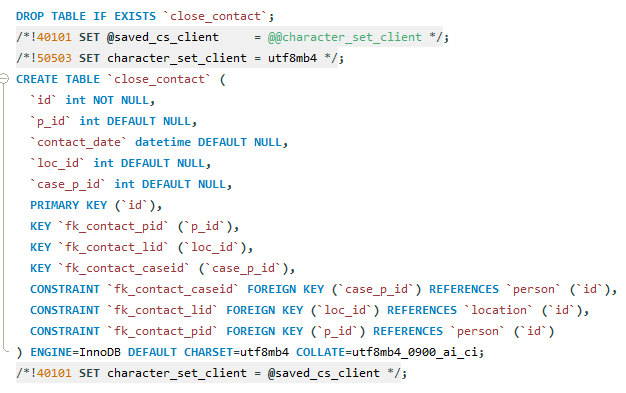 DROP TABLE IF EXISTS `close_contact`;
/*!40101 SET @saved_cs_client     = @@character_set_client */;
/*!50503 SET character_set_client = utf8mb4 */;
CREATE TABLE `close_contact` (
  `id` int NOT NULL,
  `p_id` int DEFAULT NULL,
  `contact_date` datetime DEFAULT NULL,
  `loc_id` int DEFAULT NULL,
  `case_p_id` int DEFAULT NULL,
  PRIMARY KEY (`id`),
  KEY `fk_contact_pid` (`p_id`),
  KEY `fk_contact_lid` (`loc_id`),
  KEY `fk_contact_caseid` (`case_p_id`),
  CONSTRAINT `fk_contact_caseid` FOREIGN KEY (`case_p_id`) REFERENCES `person` (`id`),
  CONSTRAINT `fk_contact_lid` FOREIGN KEY (`loc_id`) REFERENCES `location` (`id`),
  CONSTRAINT `fk_contact_pid` FOREIGN KEY (`p_id`) REFERENCES `person` (`id`)
) ENGINE=InnoDB DEFAULT CHARSET=utf8mb4 COLLATE=utf8mb4_0900_ai_ci;
/*!40101 SET character_set_client = @saved_cs_client */;